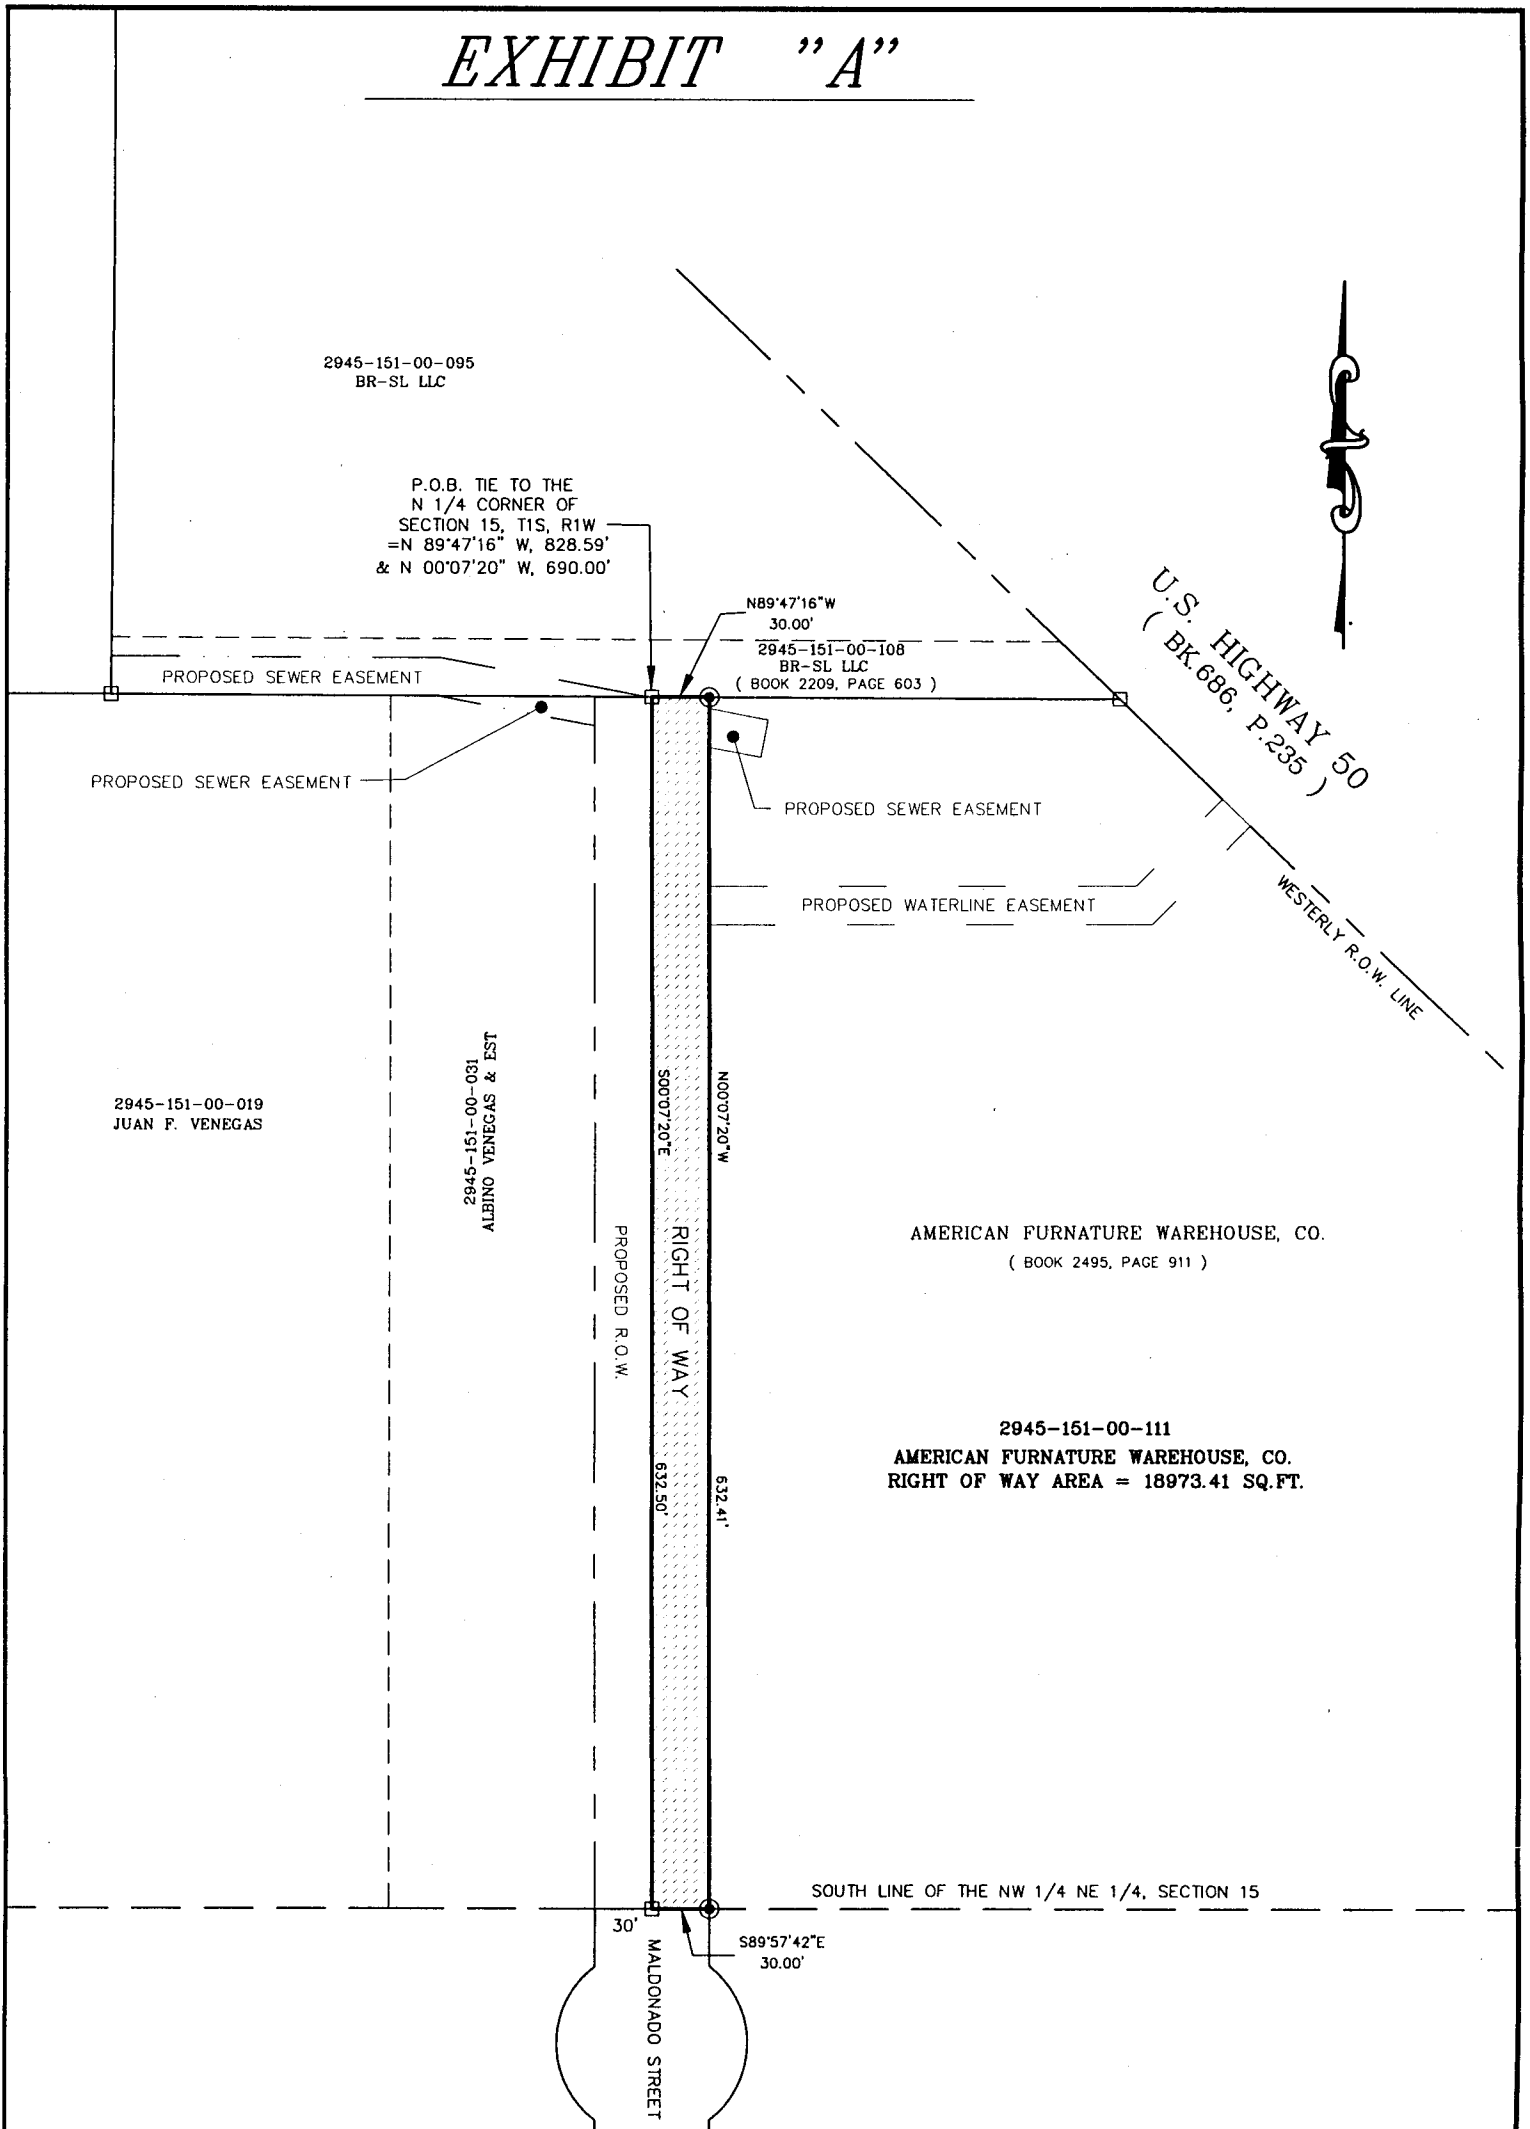 EXHIBIT "A"
2945-151-00-095
BR-SL LLC
P.O.B. TIE TO THE
N 1/4 CORNER OF
SECTION 15, T1S, R1W
=N 89°47'16" W, 828.59'
& N 00°07'20" W, 690.00'
N89°47'16"W
30.00'
2945-151-00-108
BR-SL LLC
( BOOK 2209, PAGE 603 )
U.S. HIGHWAY 50
( BK.686, P.235 )
PROPOSED SEWER EASEMENT
PROPOSED SEWER EASEMENT
PROPOSED SEWER EASEMENT
PROPOSED WATERLINE EASEMENT
WESTERLY R.O.W. LINE
2945-151-00-019
JUAN F. VENEGAS
2945-151-00-031
ALBINO VENEGAS & EST
PROPOSED R.O.W.
S00°07'20"E
632.50'
RIGHT OF WAY
N00°07'20"W
632.41'
AMERICAN FURNATURE WAREHOUSE, CO.
( BOOK 2495, PAGE 911 )
2945-151-00-111
AMERICAN FURNATURE WAREHOUSE, CO.
RIGHT OF WAY AREA = 18973.41 SQ.FT.
SOUTH LINE OF THE NW 1/4 NE 1/4, SECTION 15
30'
S89°57'42"E
30.00'
MALDONADO STREET